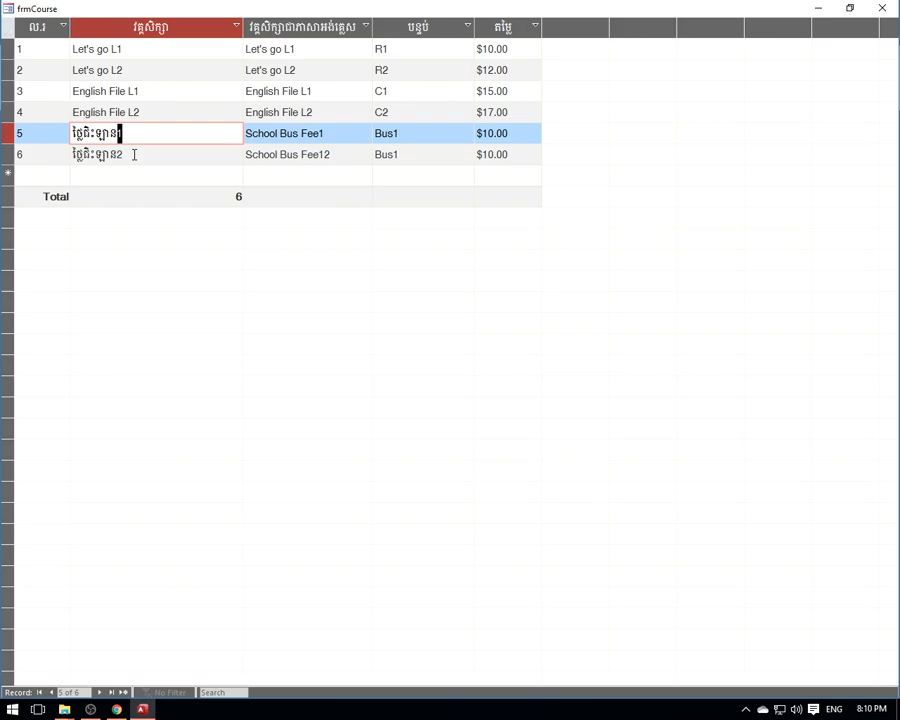 frmCourse
ល.រ វគ្គសិក្សា វគ្គសិក្សាជាភាសាអង់គ្លេស បន្ទប់ តម្លៃ
1 Let's go L1 Let's go L1 R1 $10.00
2 Let's go L2 Let's go L2 R2 $12.00
3 English File L1 English File L1 C1 $15.00
4 English File L2 English File L2 C2 $17.00
5 ថ្លៃជិះឡាន1 School Bus Fee1 Bus1 $10.00
6 ថ្លៃជិះឡាន2 School Bus Fee12 Bus1 $10.00
Total 6
Record: 5 of 6 No Filter Search
ENG 8:10 PM